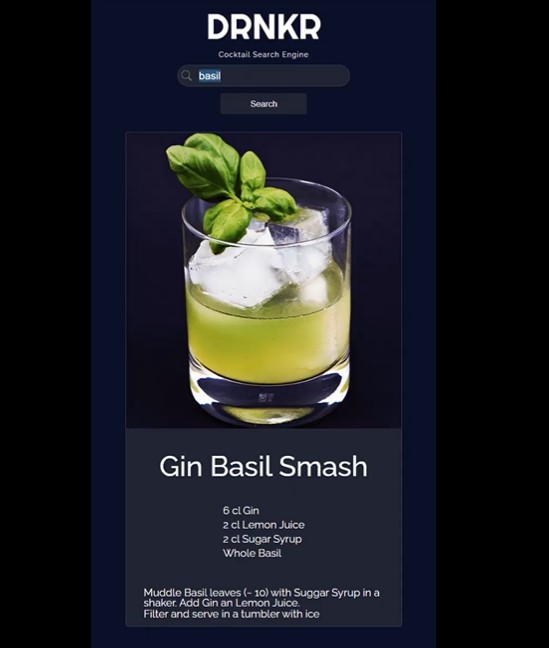 DRNKR
Cocktail Search Engine
basil
Search
Gin Basil Smash
6 cl Gin
2 cl Lemon Juice
2 cl Sugar Syrup
Whole Basil
Muddle Basil leaves (~ 10) with Suggar Syrup in a
shaker. Add Gin an Lemon Juice.
Filter and serve in a tumbler with ice